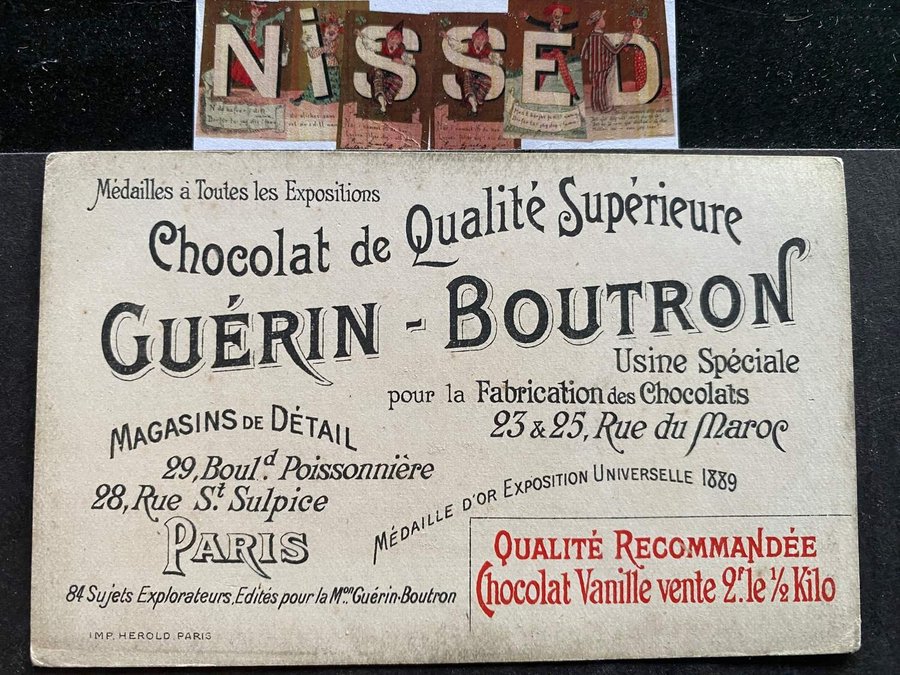 NiSSED
Médailles à Toutes les Expositions
Chocolat de Qualité Supérieure
GUÉRIN - BOUTRON
Usine Spéciale
pour la Fabrication des Chocolats
23 & 25, Rue du Maroc
MAGASINS DE DÉTAIL
29, Boul.d Poissonnière
28, Rue St. Sulpice
PARIS
MÉDAILLE D'OR EXPOSITION UNIVERSELLE 1889
QUALITÉ RECOMMANDÉE
Chocolat Vanille vente 2f. le 1/2 Kilo
84 Sujets Explorateurs, Edités pour la Mon. Guérin-Boutron
IMP. HEROLD. PARIS